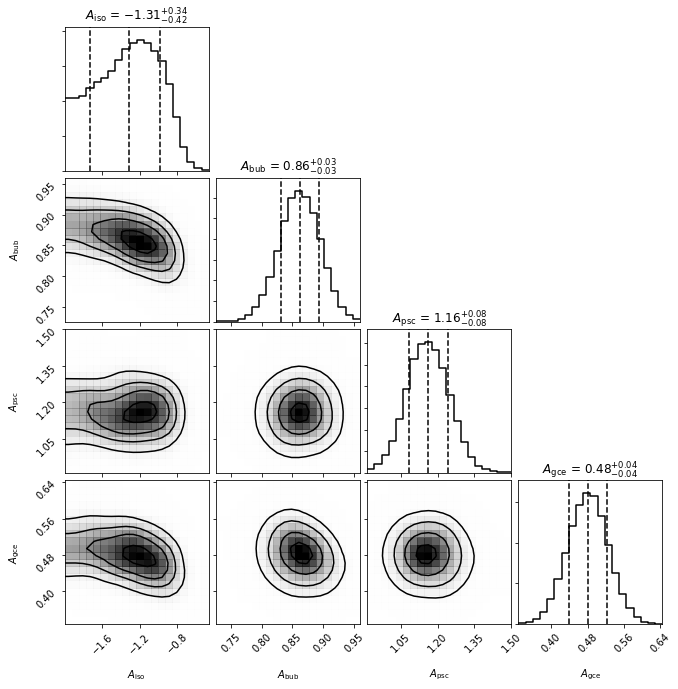 A_iso = −1.31 +0.34 −0.42
A_bub = 0.86 +0.03 −0.03
0.95
0.90
0.85
0.80
0.75
A_bub
A_psc = 1.16 +0.08 −0.08
1.50
1.35
1.20
1.05
A_psc
A_gce = 0.48 +0.04 −0.04
0.64
0.56
0.48
0.40
A_gce
−1.6 −1.2 −0.8
0.75 0.80 0.85 0.90 0.95
1.05 1.20 1.35 1.50
0.40 0.48 0.56 0.64
A_iso A_bub A_psc A_gce